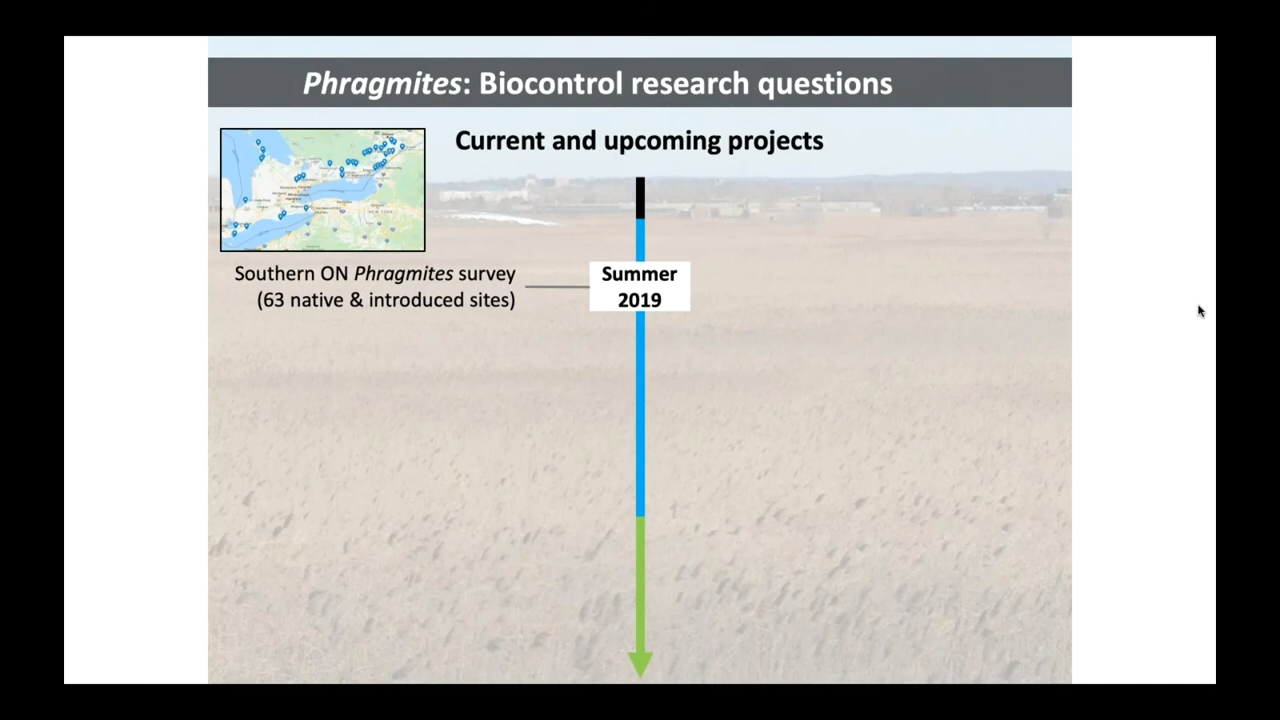 Phragmites: Biocontrol research questions
Current and upcoming projects
Southern ON Phragmites survey
(63 native & introduced sites)
Summer
2019